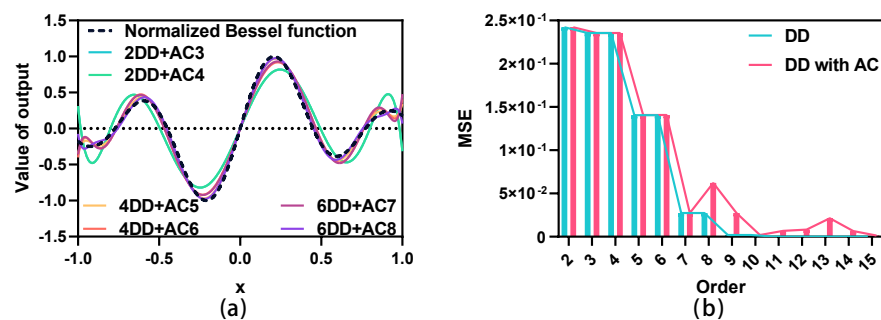 1.5
1.0
0.5
0.0
-0.5
-1.0
-1.5
Value of output
Normalized Bessel function
2DD+AC3
2DD+AC4
4DD+AC5
4DD+AC6
6DD+AC7
6DD+AC8
-1.0 -0.5 0.0 0.5 1.0
x
(a)
2.5×10⁻¹
2.0×10⁻¹
1.5×10⁻¹
1.0×10⁻¹
5×10⁻²
0
MSE
DD
DD with AC
2 3 4 5 6 7 8 9 10 11 12 13 14 15
Order
(b)